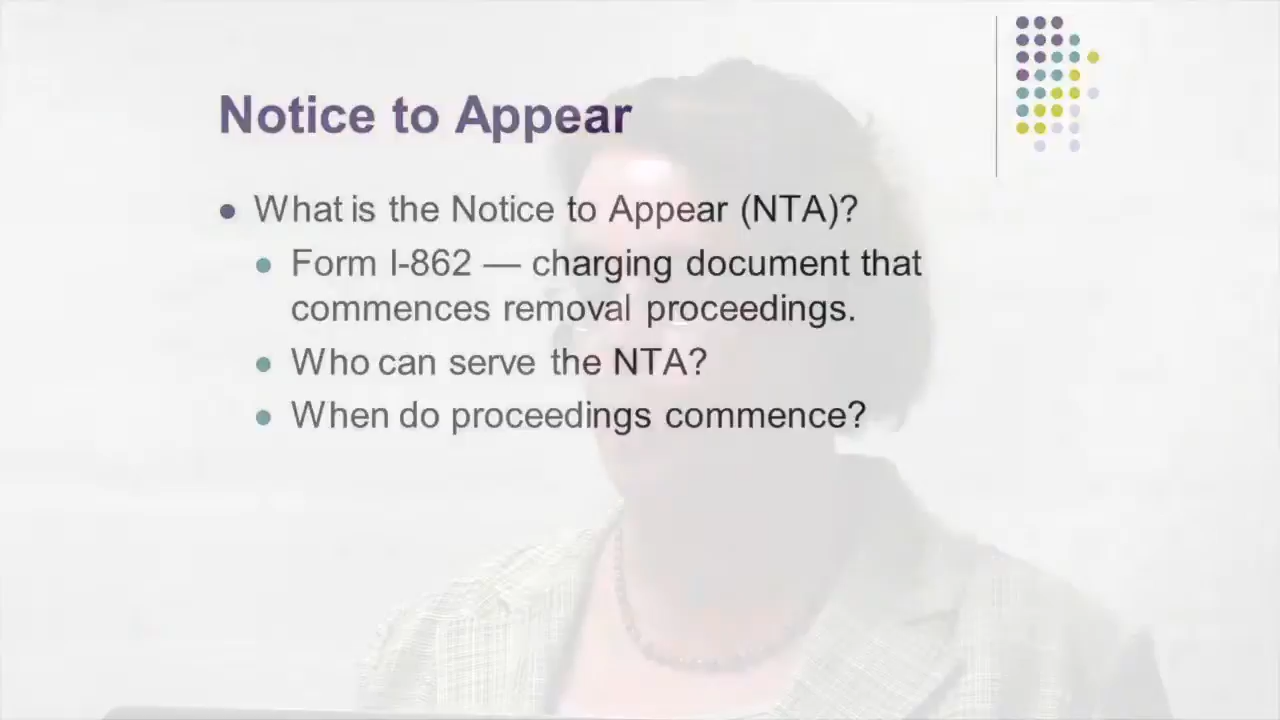 Notice to Appear
What is the Notice to Appear (NTA)?
Form I-862 — charging document that
commences removal proceedings.
Who can serve the NTA?
When do proceedings commence?